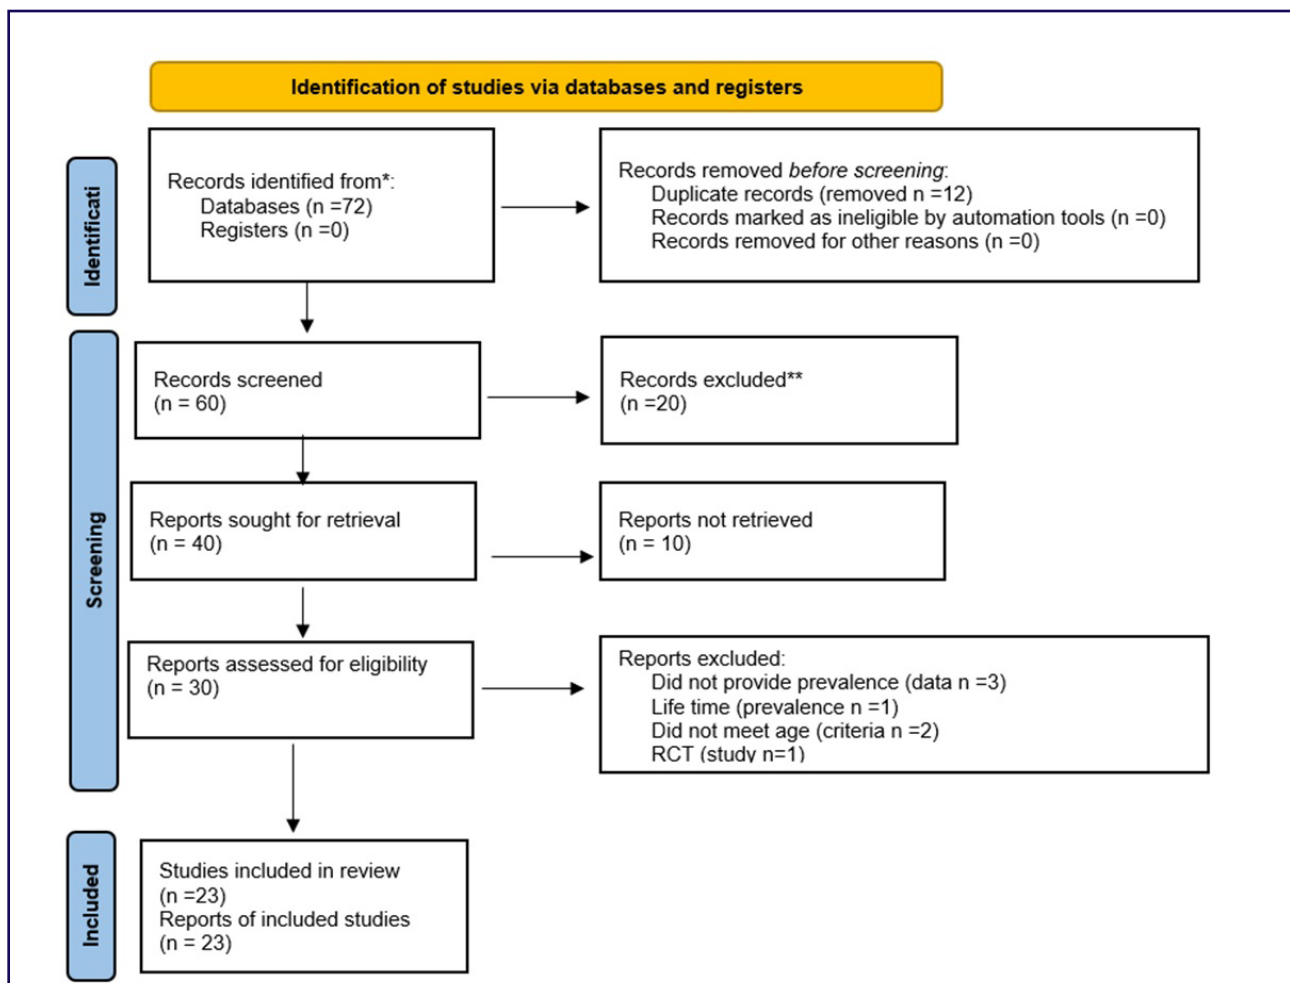 Identification of studies via databases and registers
Identificati
Records identified from*:
Databases (n =72)
Registers (n =0)
Records removed before screening:
Duplicate records (removed n =12)
Records marked as ineligible by automation tools (n =0)
Records removed for other reasons (n =0)
Screening
Records screened
(n = 60)
Records excluded**
(n =20)
Reports sought for retrieval
(n = 40)
Reports not retrieved
(n = 10)
Reports assessed for eligibility
(n = 30)
Reports excluded:
Did not provide prevalence (data n =3)
Life time (prevalence n =1)
Did not meet age (criteria n =2)
RCT (study n=1)
Included
Studies included in review
(n =23)
Reports of included studies
(n = 23)